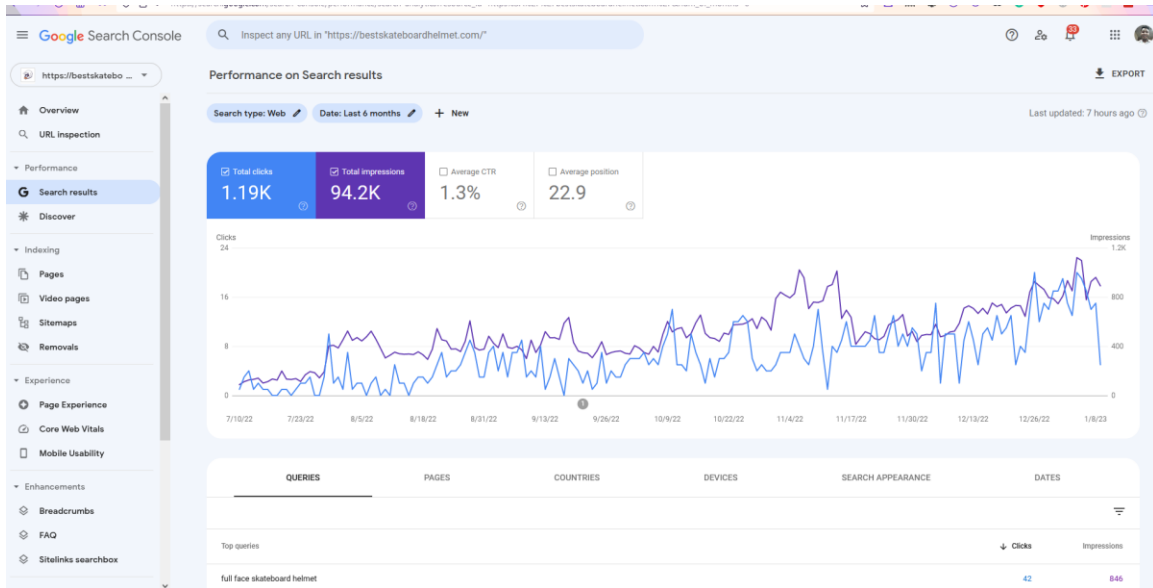 Google Search Console
Inspect any URL in "https://bestskateboardhelmet.com/"
33
https://bestskatebo ...
Performance on Search results
EXPORT
Search type: Web
Date: Last 6 months
+ New
Last updated: 7 hours ago
Overview
URL inspection
Performance
Search results
Discover
Indexing
Pages
Video pages
Sitemaps
Removals
Experience
Page Experience
Core Web Vitals
Mobile Usability
Enhancements
Breadcrumbs
FAQ
Sitelinks searchbox
Total clicks
1.19K
Total impressions
94.2K
Average CTR
1.3%
Average position
22.9
Clicks
Impressions
24
16
8
0
1.2K
800
400
0
1
7/10/22 7/23/22 8/5/22 8/18/22 8/31/22 9/13/22 9/26/22 10/9/22 10/22/22 11/4/22 11/17/22 11/30/22 12/13/22 12/26/22 1/8/23
QUERIES PAGES COUNTRIES DEVICES SEARCH APPEARANCE DATES
Top queries Clicks Impressions
full face skateboard helmet 42 846